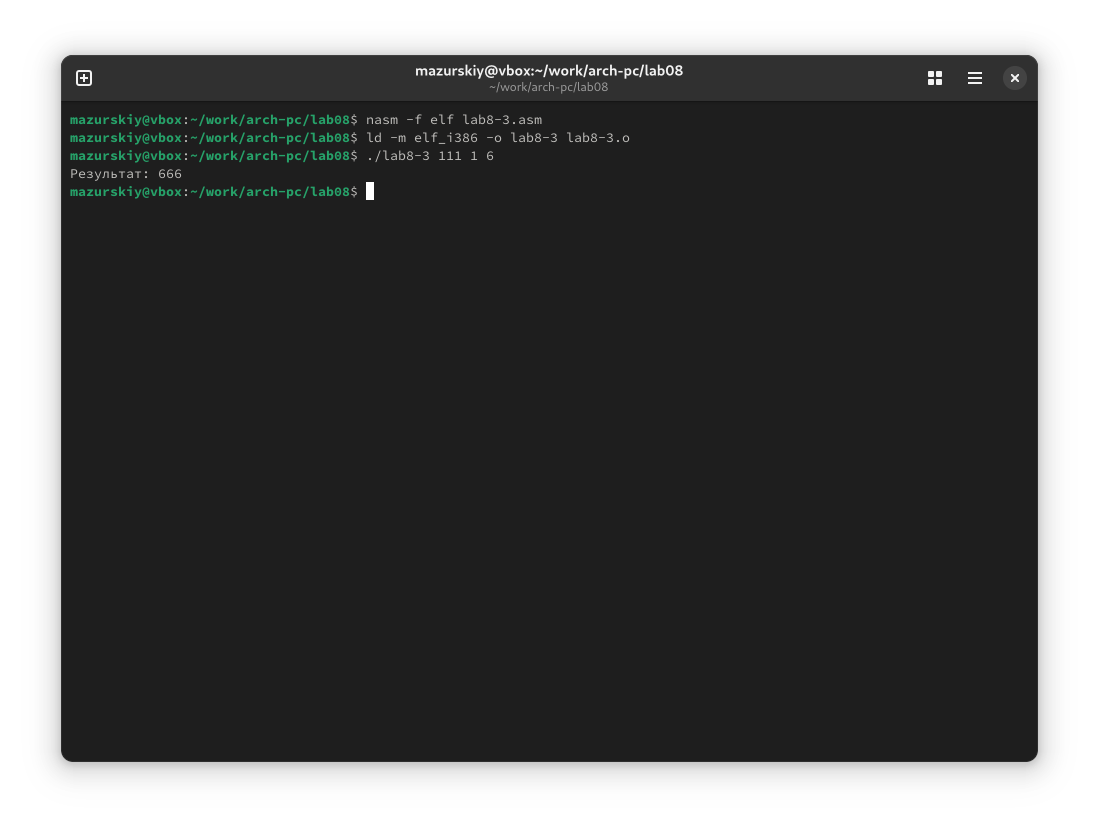 mazurskiy@vbox:~/work/arch-pc/lab08
~/work/arch-pc/lab08
mazurskiy@vbox:~/work/arch-pc/lab08$ nasm -f elf lab8-3.asm
mazurskiy@vbox:~/work/arch-pc/lab08$ ld -m elf_i386 -o lab8-3 lab8-3.o
mazurskiy@vbox:~/work/arch-pc/lab08$ ./lab8-3 111 1 6
Результат: 666
mazurskiy@vbox:~/work/arch-pc/lab08$